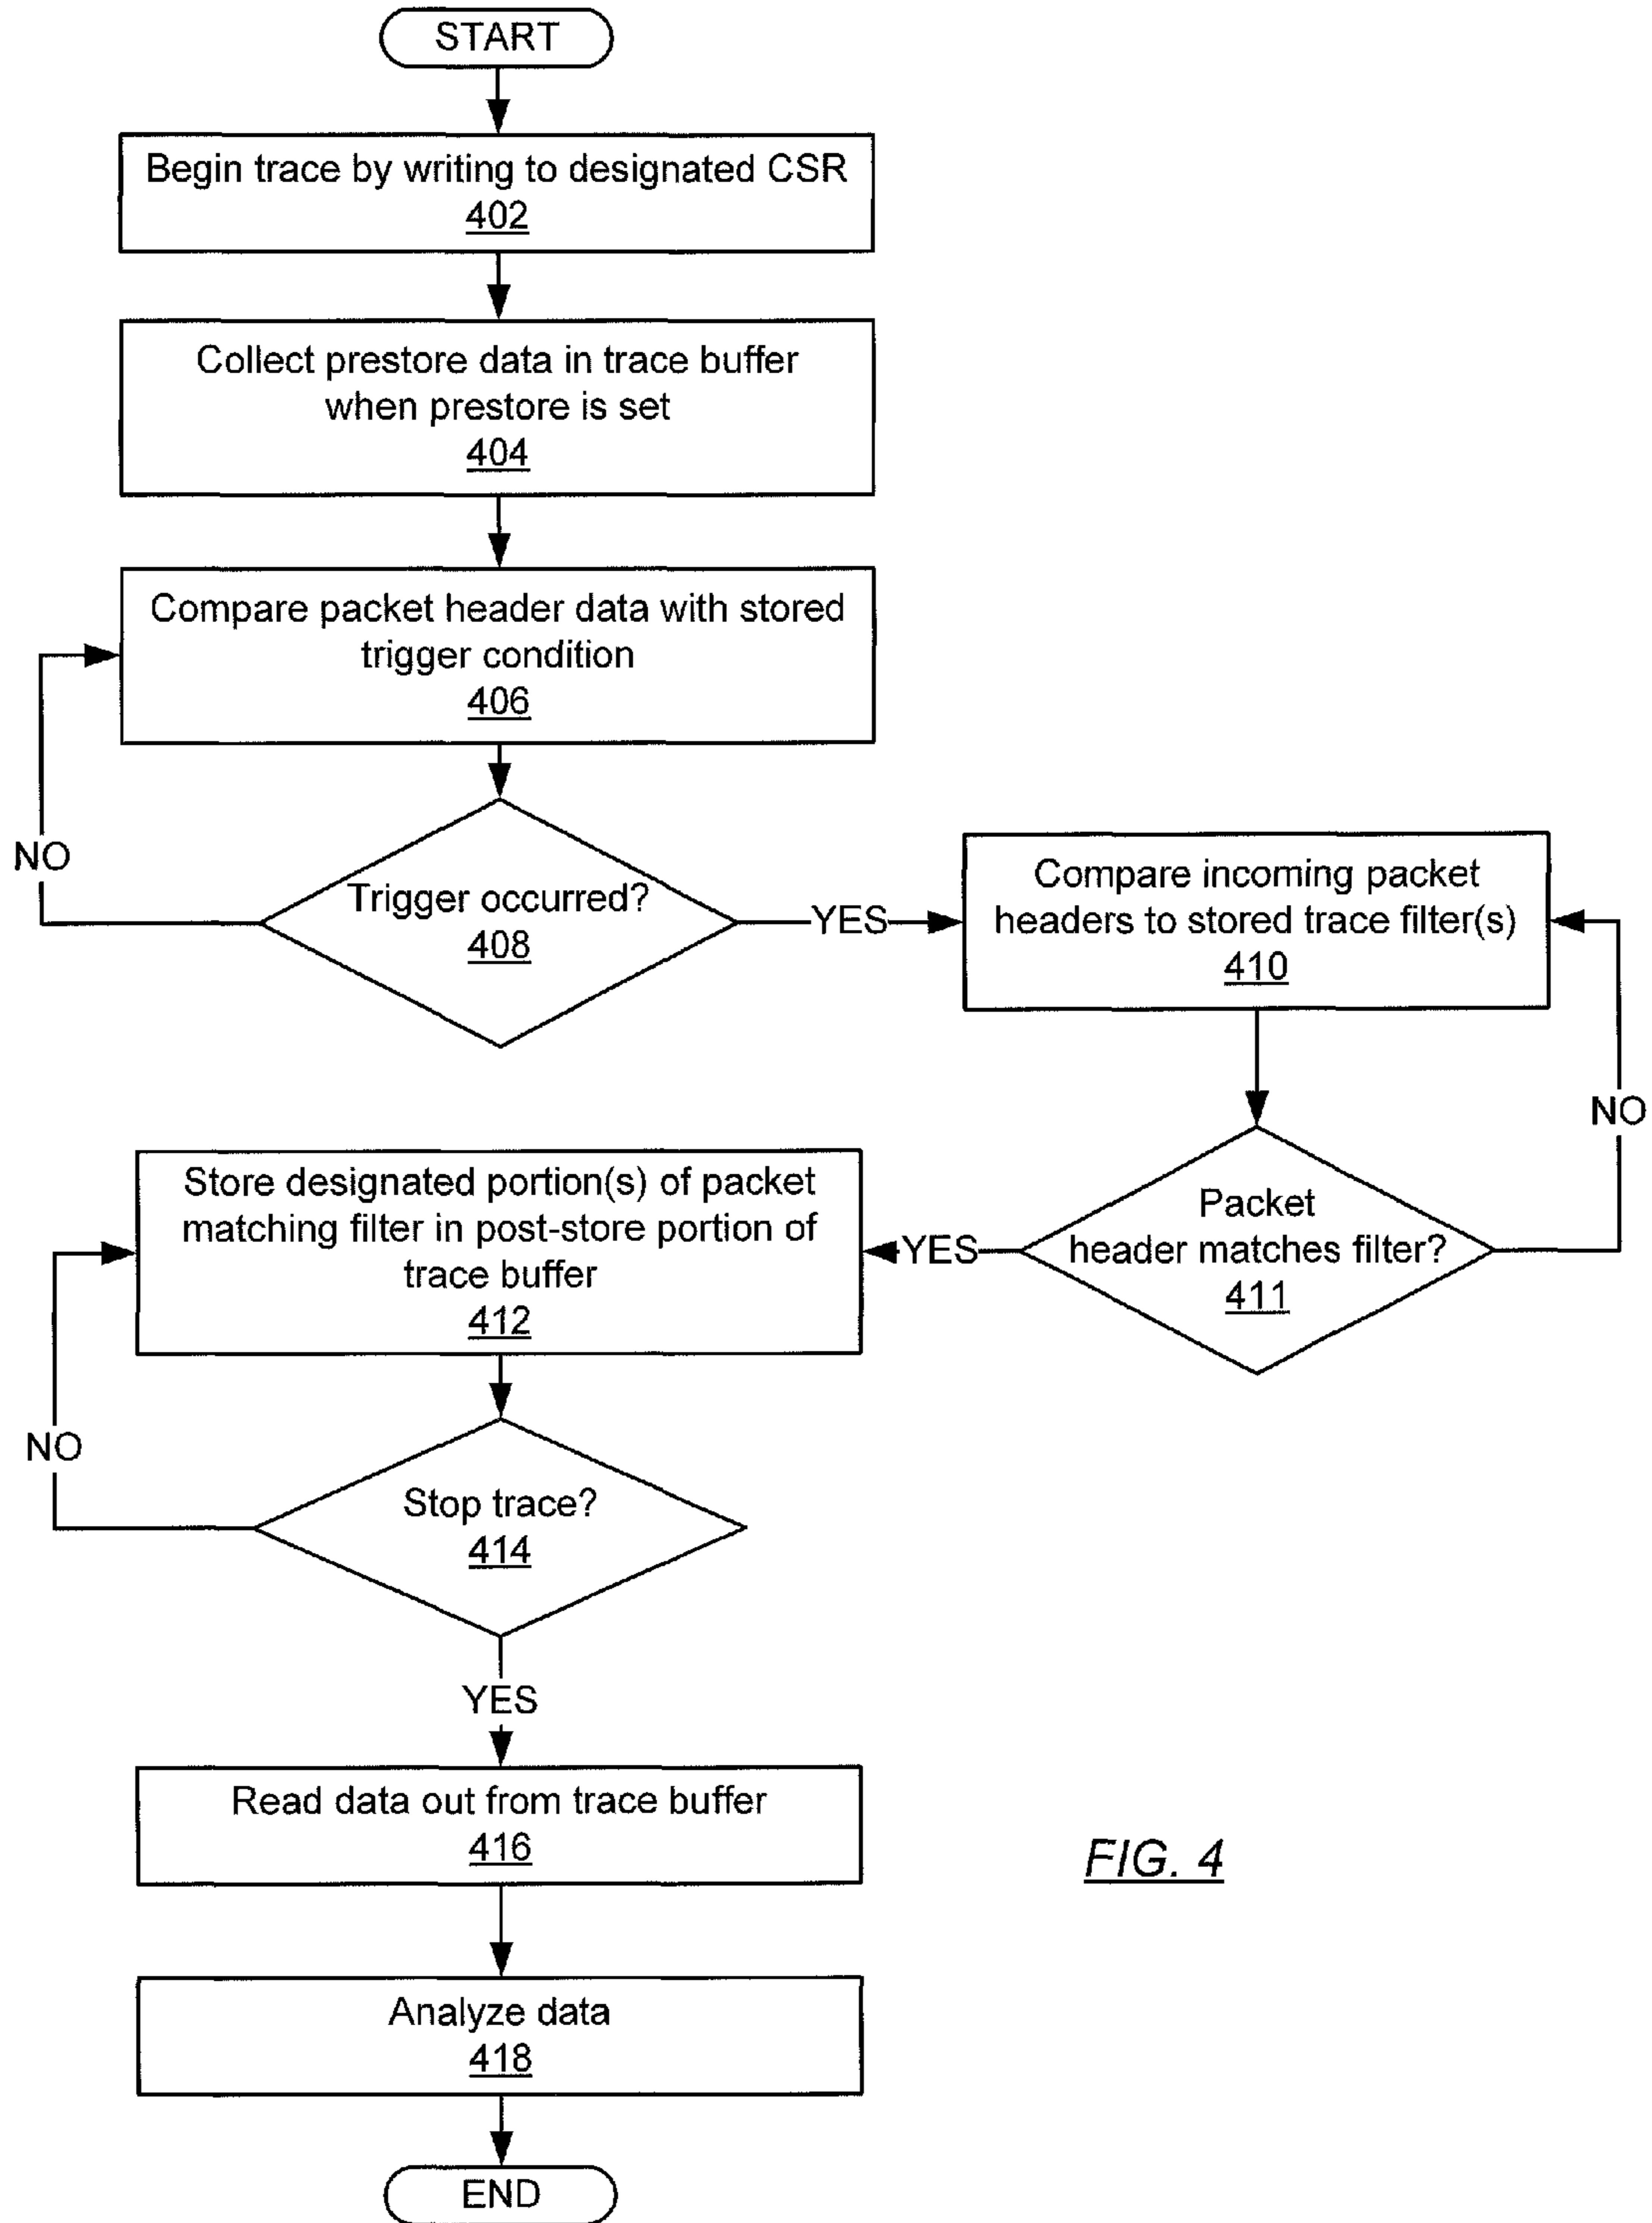 START
Begin trace by writing to designated CSR
402
Collect prestore data in trace buffer
when prestore is set
404
Compare packet header data with stored
trigger condition
406
NO
Trigger occurred?
408
YES
Compare incoming packet
headers to stored trace filter(s)
410
NO
Packet
header matches filter?
411
YES
Store designated portion(s) of packet
matching filter in post-store portion of
trace buffer
412
NO
Stop trace?
414
YES
Read data out from trace buffer
416
Analyze data
418
END
FIG. 4